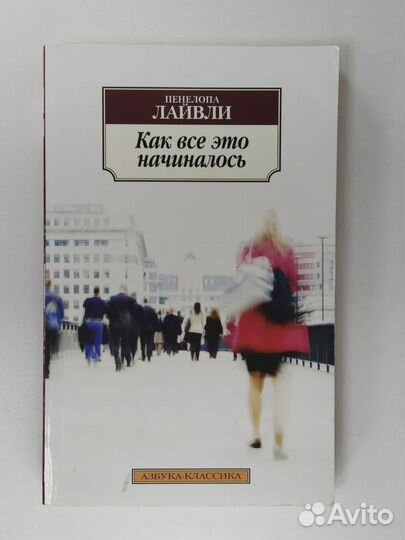 ПЕНЕЛОПА
ЛАЙВЛИ
Как все это
начиналось
АЗБУКА-КЛАССИКА
Avito